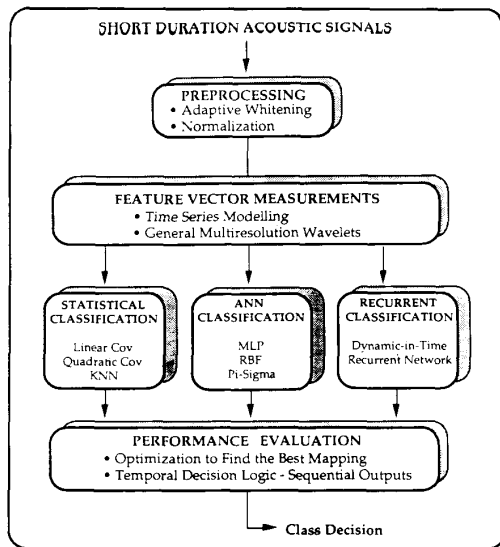 SHORT DURATION ACOUSTIC SIGNALS
PREPROCESSING
• Adaptive Whitening
• Normalization
FEATURE VECTOR MEASUREMENTS
• Time Series Modelling
• General Multiresolution Wavelets
STATISTICAL
CLASSIFICATION
Linear Cov
Quadratic Cov
KNN
ANN
CLASSIFICATION
MLP
RBF
Pi-Sigma
RECURRENT
CLASSIFICATION
Dynamic-in-Time
Recurrent Network
PERFORMANCE EVALUATION
• Optimization to Find the Best Mapping
• Temporal Decision Logic - Sequential Outputs
Class Decision